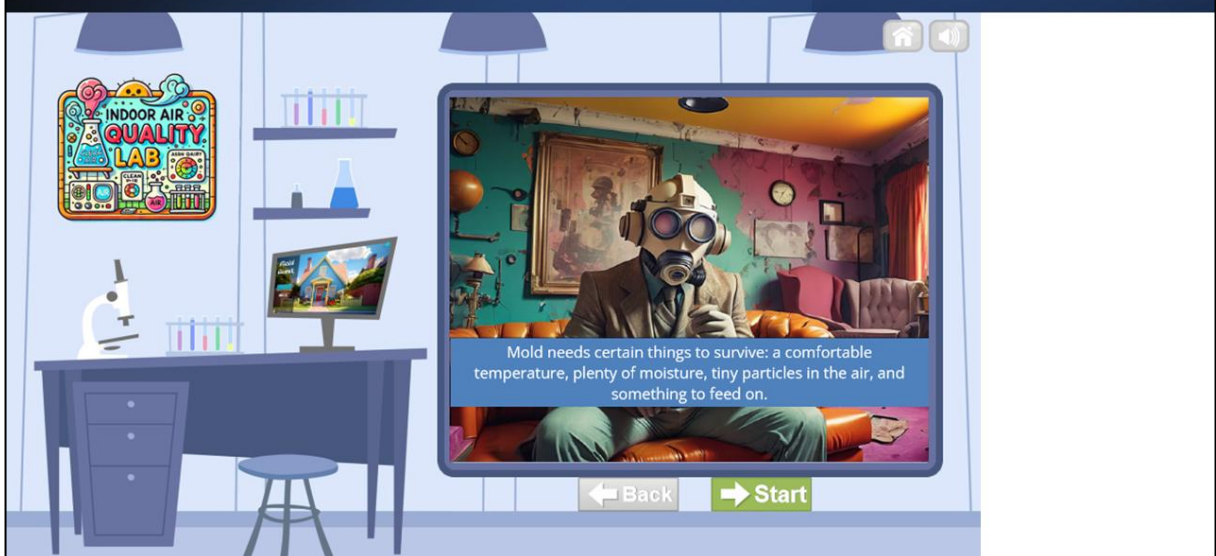 INDOOR AIR
QUALITY
LAB
CLEAN
AIR
Mold needs certain things to survive: a comfortable
temperature, plenty of moisture, tiny particles in the air, and
something to feed on.
Back
Start